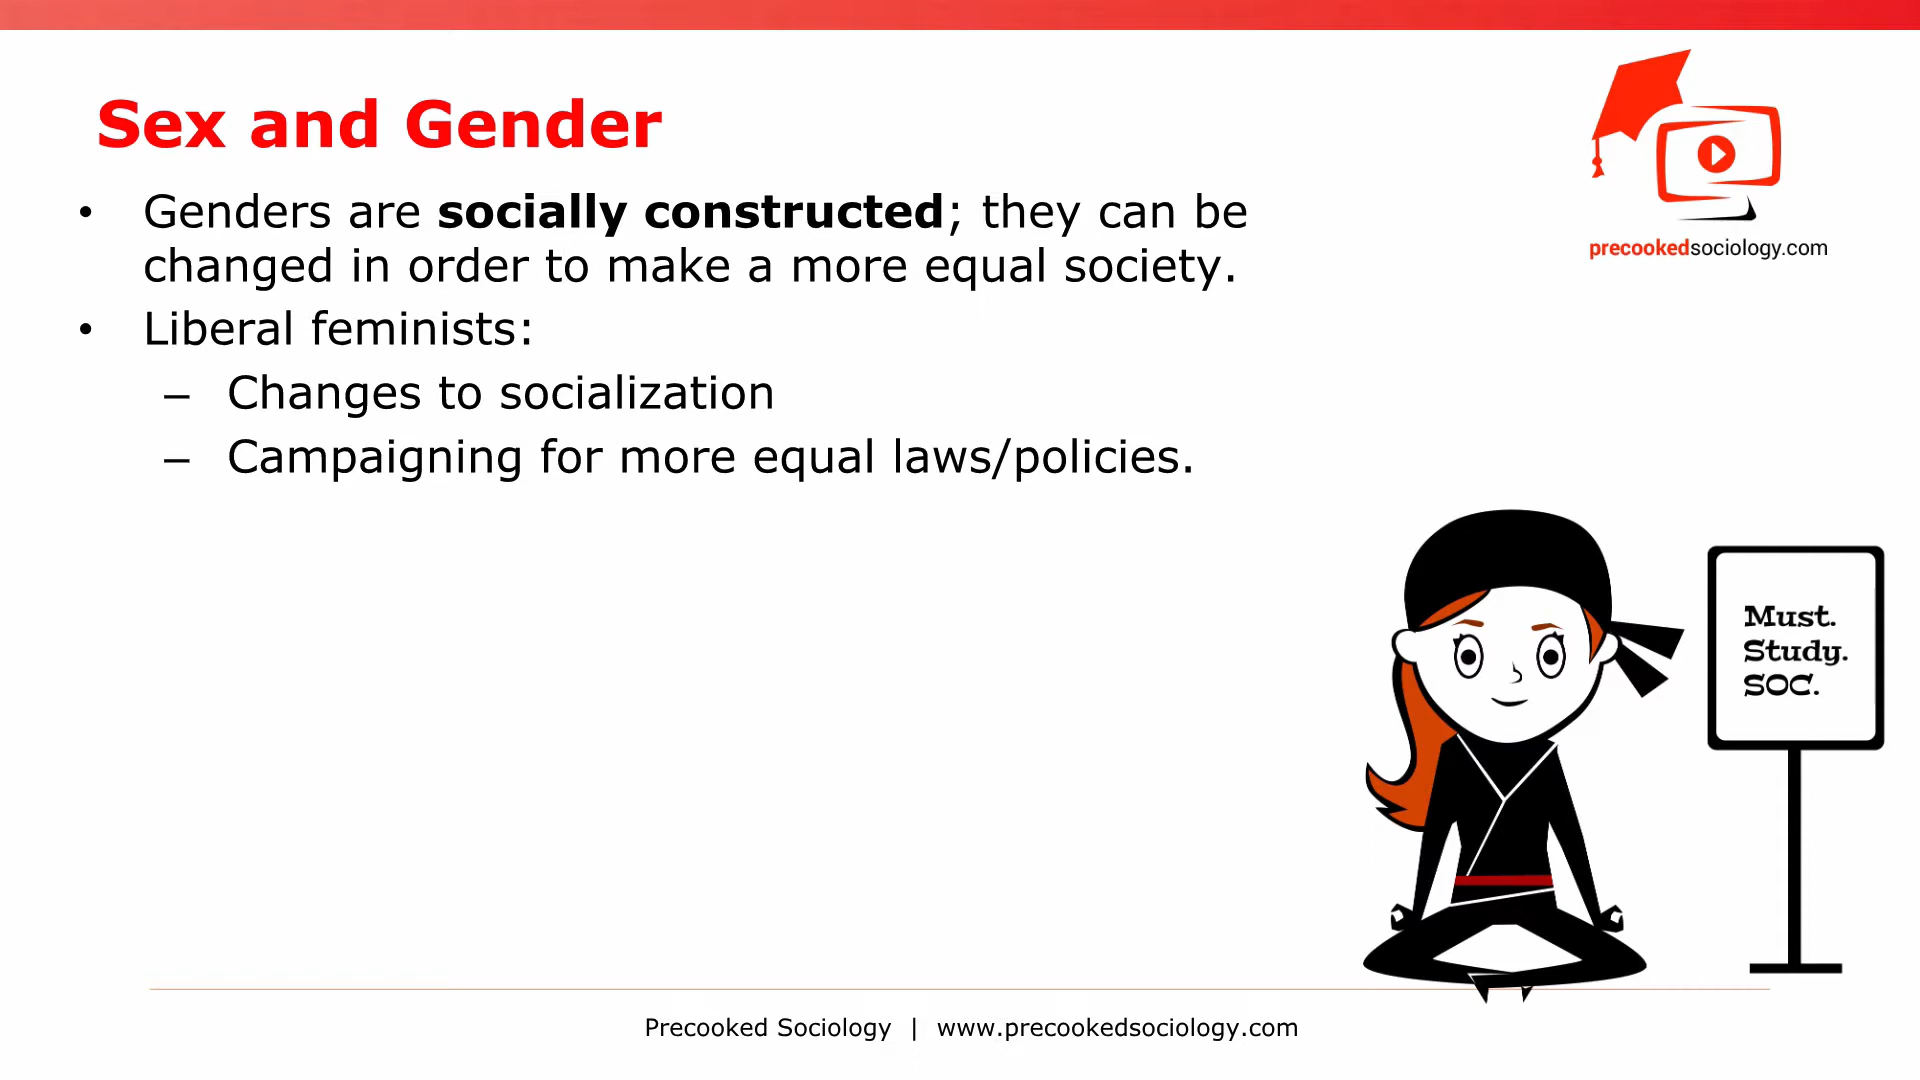 Sex and Gender
• Genders are socially constructed; they can be
changed in order to make a more equal society.
• Liberal feminists:
– Changes to socialization
– Campaigning for more equal laws/policies.
precookedsociology.com
Must.
Study.
SOC.
Precooked Sociology | www.precookedsociology.com